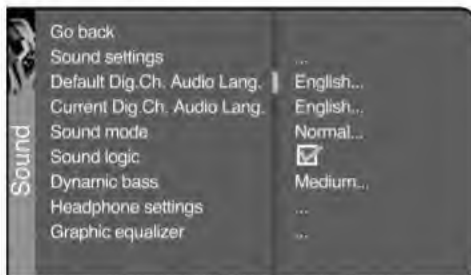 Sound
Go back
Sound settings ...
Default Dig.Ch. Audio Lang. English...
Current Dig.Ch. Audio Lang. English...
Sound mode Normal...
Sound logic
Dynamic bass Medium...
Headphone settings ...
Graphic equalizer ...